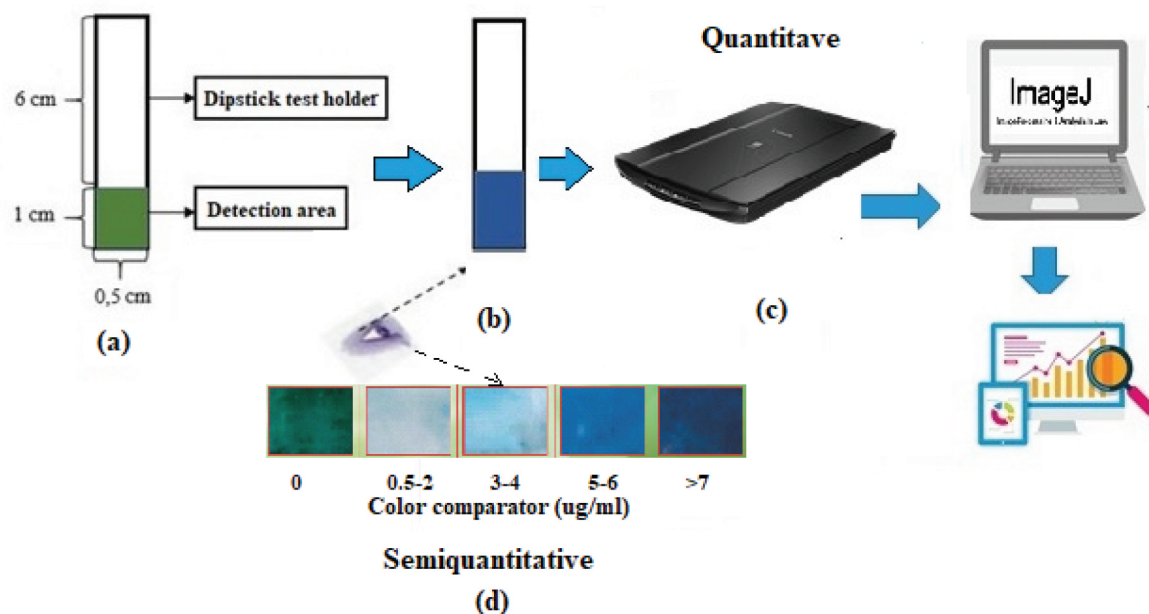 (c)
Quantitave
6 cm
Dipstick test holder
ImageJ
1 cm
Detection area
0,5 cm
(a)
(b)
(c)
0
0.5-2
3-4
5-6
>7
Color comparator (ug/ml)
Semiquantitative
(d)